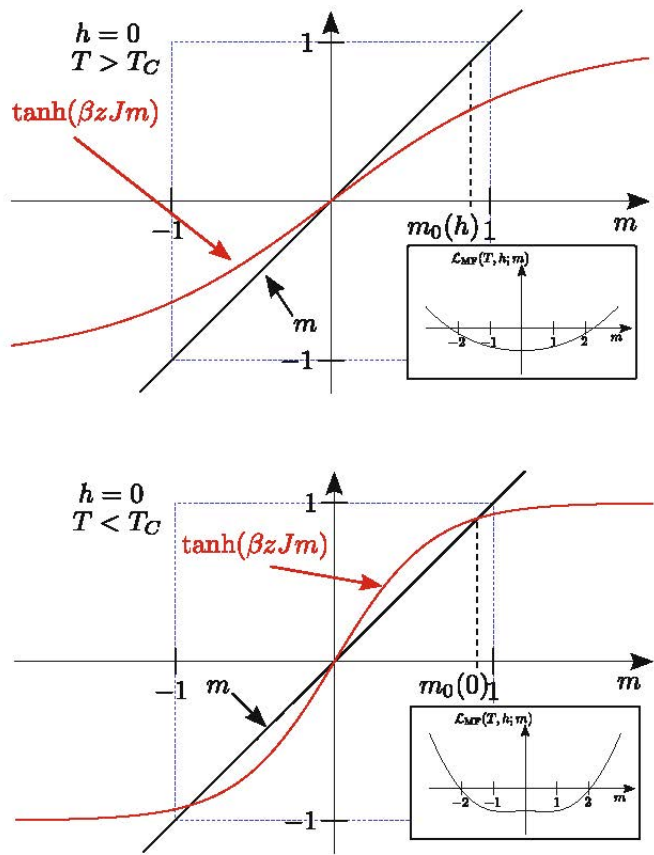 h = 0
T > T_C
1
tanh(βzJm)
−1
m_0(h) 1
m
m
−1
ℒ_MF(T, h; m)
−2 −1 1 2 m
h = 0
T < T_C
1
tanh(βzJm)
−1
m
m_0(0) 1
m
−1
ℒ_MF(T, h; m)
−2 −1 1 2 m